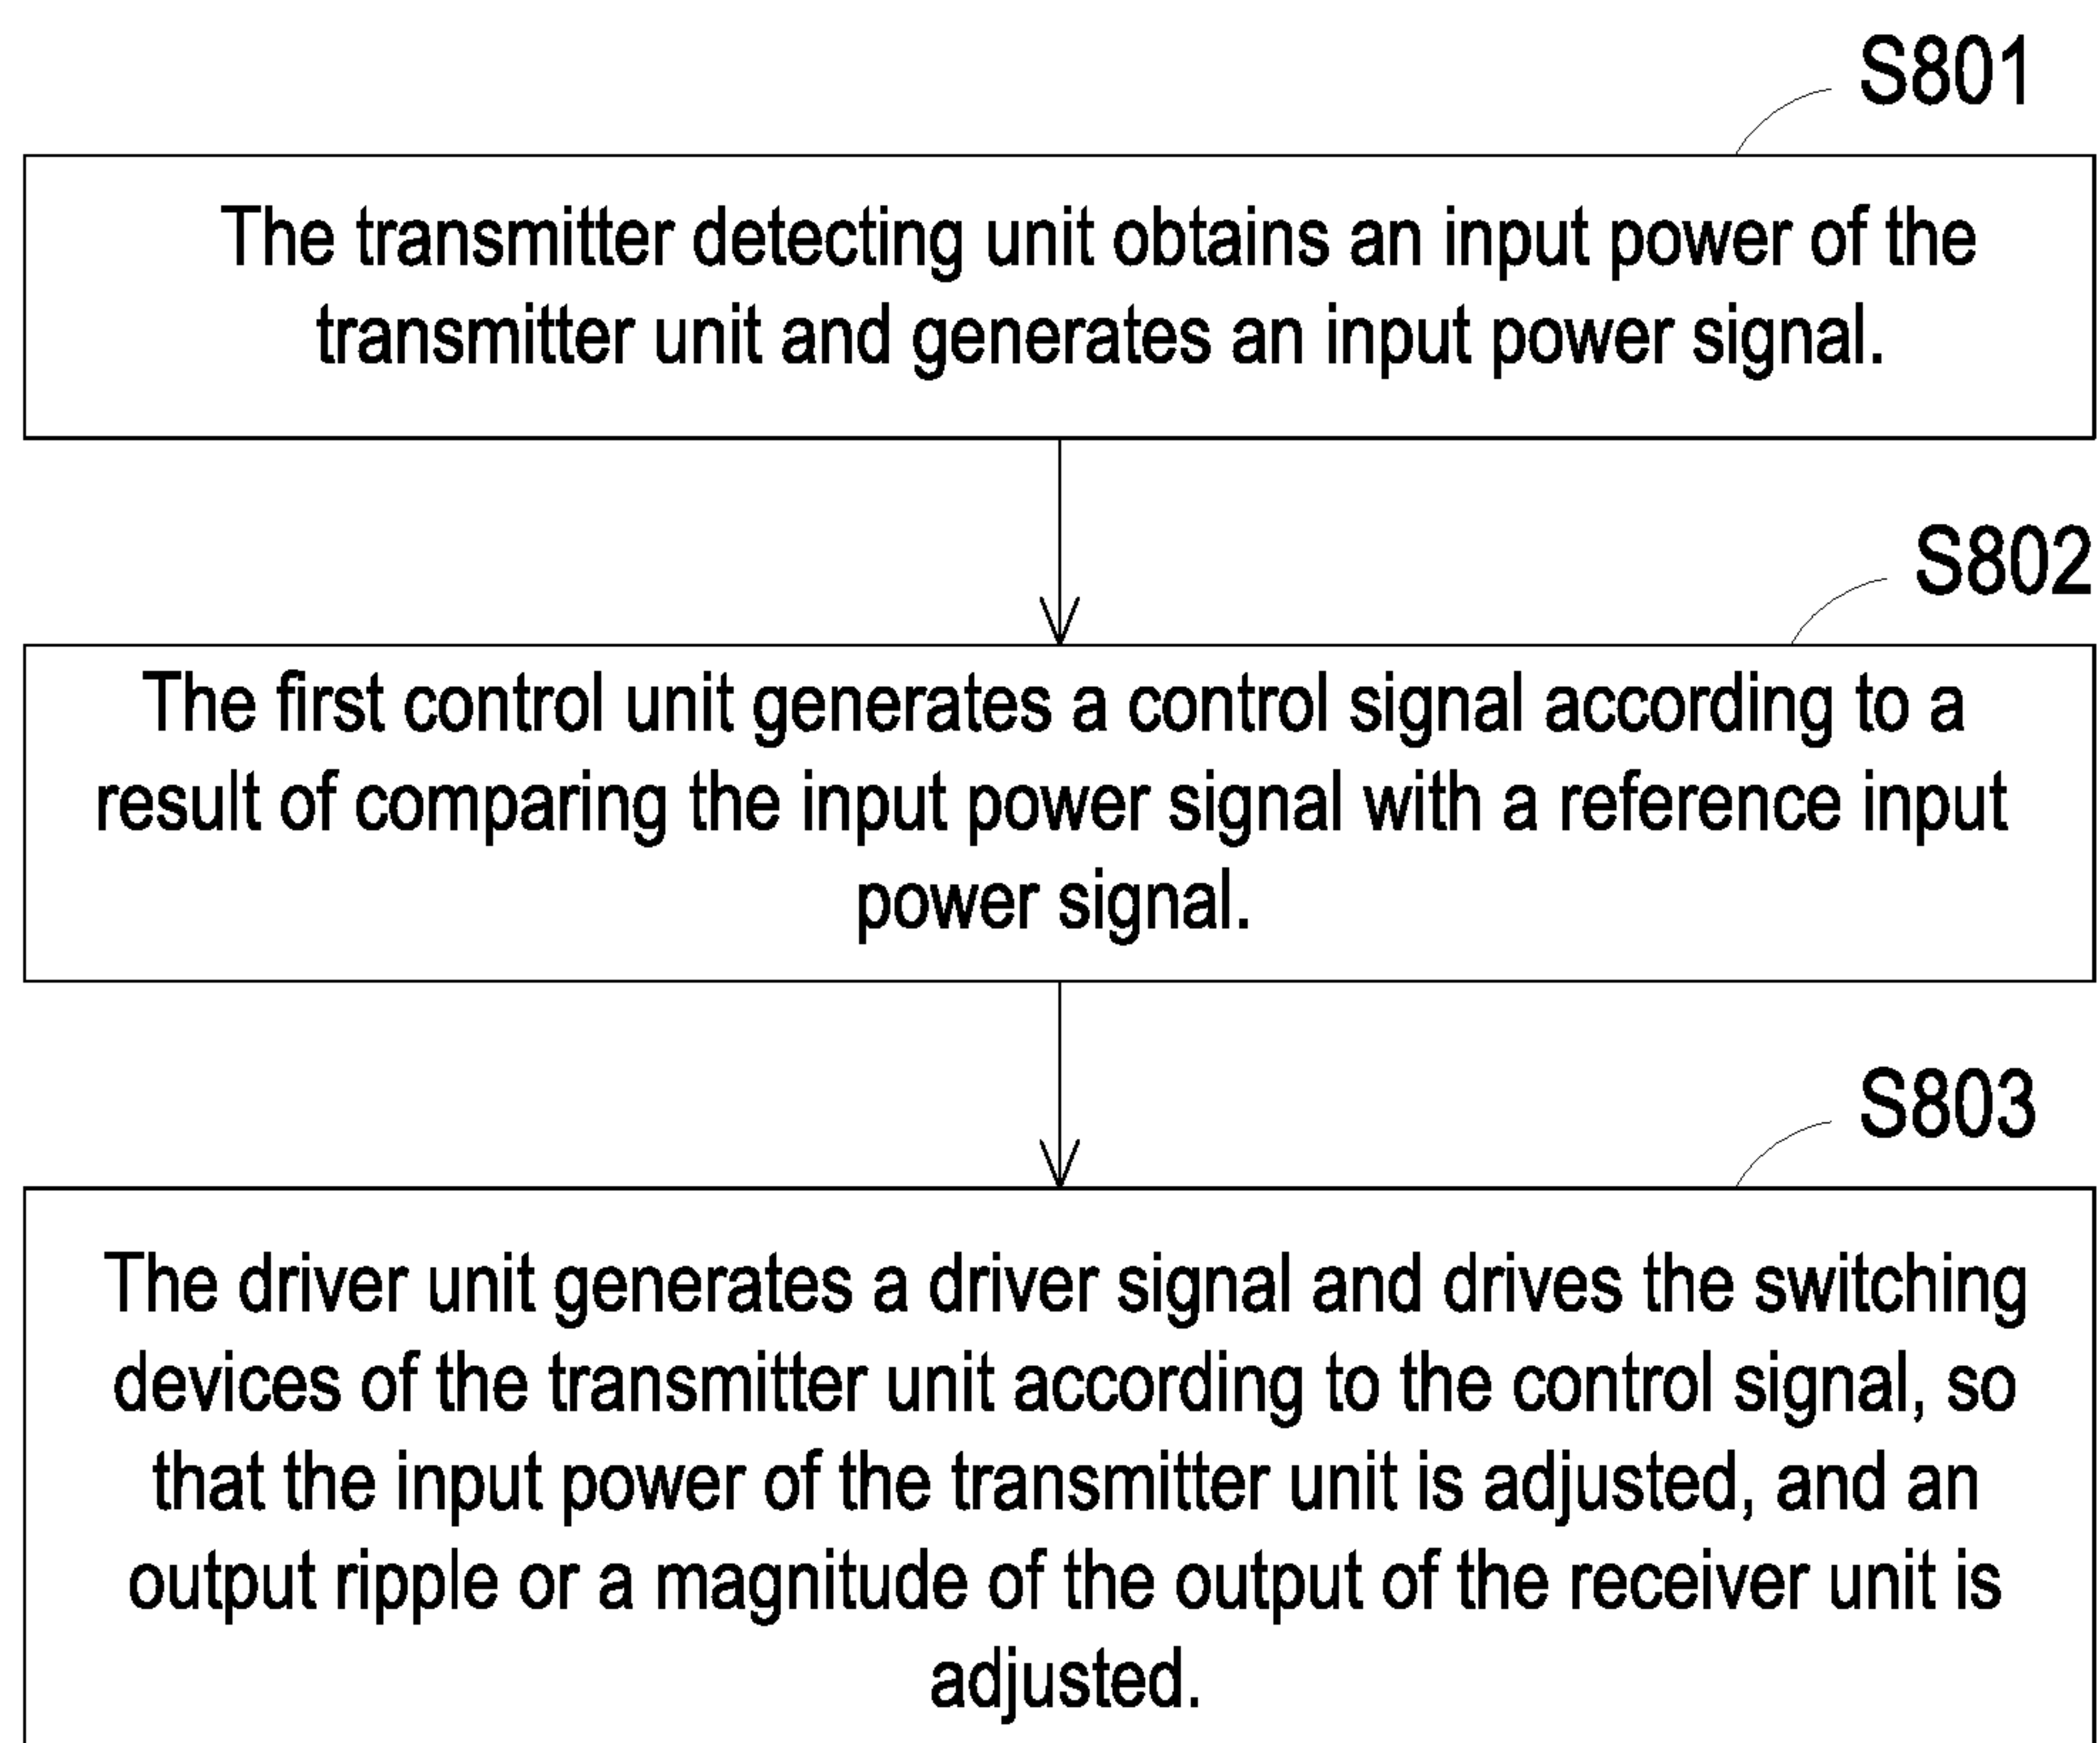 S801
The transmitter detecting unit obtains an input power of the
transmitter unit and generates an input power signal.
S802
The first control unit generates a control signal according to a
result of comparing the input power signal with a reference input
power signal.
S803
The driver unit generates a driver signal and drives the switching
devices of the transmitter unit according to the control signal, so
that the input power of the transmitter unit is adjusted, and an
output ripple or a magnitude of the output of the receiver unit is
adjusted.